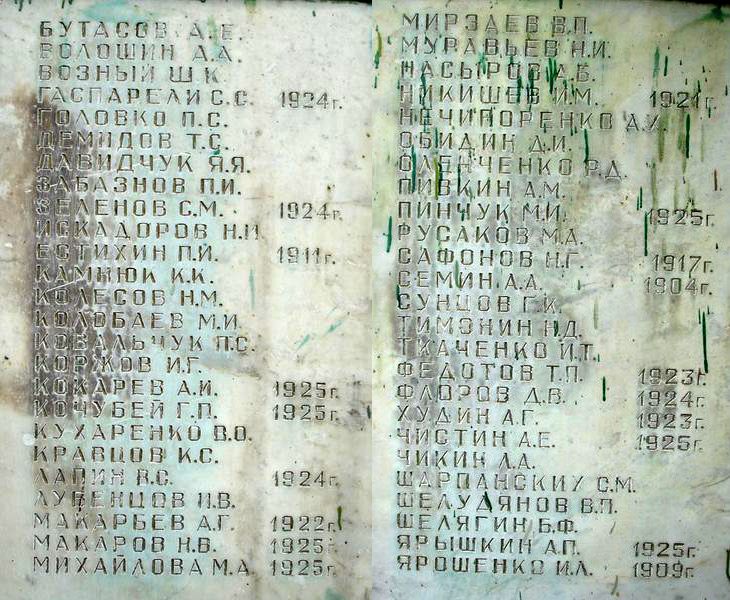 БУТАСОВ А.Е.
ВОЛОШИН Д.А.
ВОЗНЫЙ Ш.К.
ГАСПАРЕЛИ С.С. 1924г.
ГОЛОВКО П.С.
ДЕМИДОВ Т.С.
ДАВИДЧУК Я.Я.
ЗАБАЗНОВ П.И.
ЗЕЛЕНОВ С.М. 1924г.
ИСКАДОРОВ Н.И.
ЕСТИХИН П.И. 1911г.
КАМНЮК К.К.
КОЛЕСОВ Н.М.
КОЛОБАЕВ М.И.
КОВАЛЬЧУК П.С.
КОРЖОВ И.Г.
КОКАРЕВ А.И. 1925г.
КОЧУБЕЙ Г.П. 1925г.
КУХАРЕНКО В.О.
КРАВЦОВ К.С.
ЛАПИН В.С. 1924г.
ЛУБЕНЦОВ И.В.
МАКАРЬЕВ А.Г. 1922г.
МАКАРОВ Н.В. 1925г.
МИХАЙЛОВА М.А. 1925г.
МИРЗАЕВ В.П.
МУРАВЬЕВ Н.И.
НАСЫРОВ А.Б.
НИКИШЕВ И.М. 1921г.
НЕЧИПОРЕНКО А.У.
ОБИДИН Д.И.
ОЛЕНЧЕНКО Р.Д.
ПИВКИН А.М.
ПИНЧУК М.И. 1925г.
РУСАКОВ М.А.
САФОНОВ Н.Г. 1917г.
СЕМИН А.А. 1904г.
СУНЦОВ Г.К.
ТИМОНИН Н.Д.
ТКАЧЕНКО И.Т.
ФЕДОТОВ Т.П. 1923г.
ФЛОРОВ Д.В. 1924г.
ХУДИН А.Г. 1923г.
ЧИСТИН А.Е. 1925г.
ЧИКИН Л.А.
ШАРПАНСКИХ С.М.
ШЕЛУДЯНОВ В.П.
ШЕЛЯГИН Б.Ф.
ЯРЫШКИН А.П. 1925г.
ЯРОШЕНКО И.Л. 1909г.